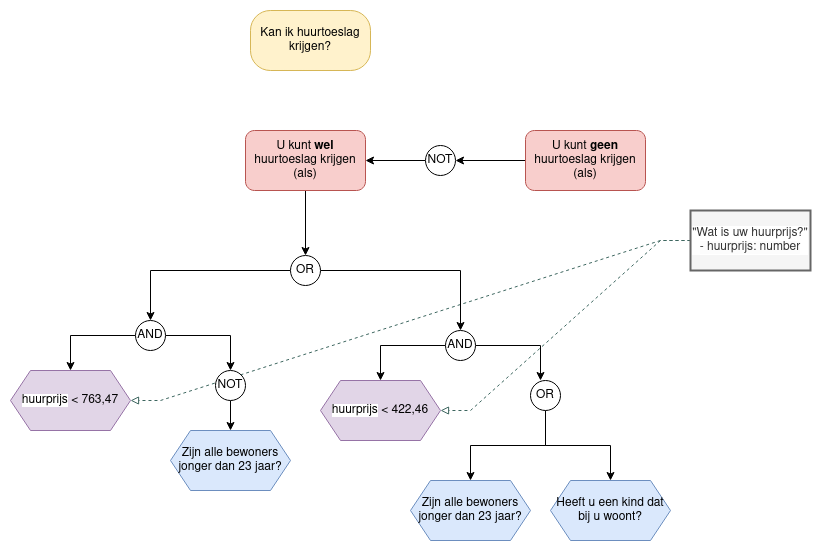 Kan ik huurtoeslag
krijgen?
U kunt wel
huurtoeslag krijgen
(als)
NOT
U kunt geen
huurtoeslag krijgen
(als)
"Wat is uw huurprijs?"
- huurprijs: number
OR
AND
AND
huurprijs < 763,47
NOT
huurprijs < 422,46
OR
Zijn alle bewoners
jonger dan 23 jaar?
Zijn alle bewoners
jonger dan 23 jaar?
Heeft u een kind dat
bij u woont?